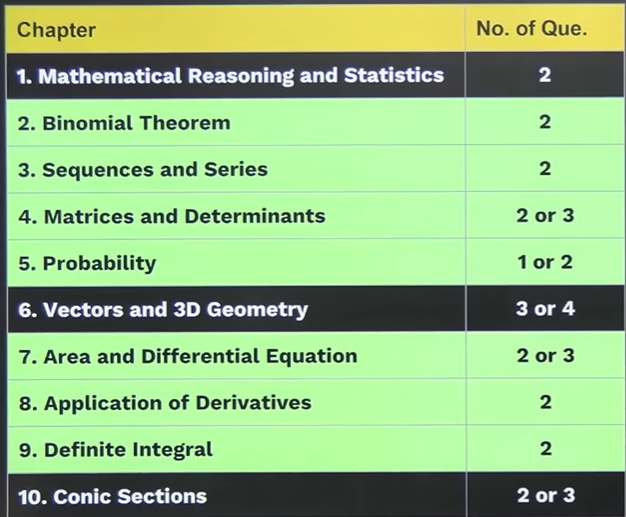 Chapter No. of Que.
1. Mathematical Reasoning and Statistics 2
2. Binomial Theorem 2
3. Sequences and Series 2
4. Matrices and Determinants 2 or 3
5. Probability 1 or 2
6. Vectors and 3D Geometry 3 or 4
7. Area and Differential Equation 2 or 3
8. Application of Derivatives 2
9. Definite Integral 2
10. Conic Sections 2 or 3